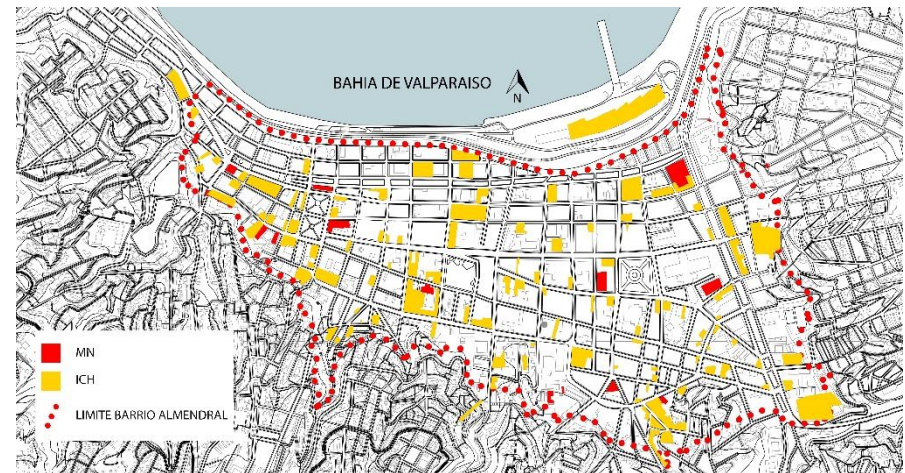 BAHIA DE VALPARAISO
N
MN
ICH
LIMITE BARRIO ALMENDRAL